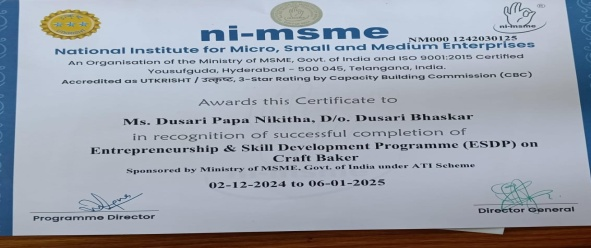 ni-msme
ni-msme
NM000 1242030125
National Institute for Micro, Small and Medium Enterprises
An Organisation of the Ministry of MSME, Govt. of India and ISO 9001:2015 Certified
Yousufguda, Hyderabad - 500 045, Telangana, India.
Accredited as UTKRISHT / उत्कृष्ट, 3-Star Rating by Capacity Building Commission (CBC)
Awards this Certificate to
Ms. Dusari Papa Nikitha, D/o. Dusari Bhaskar
in recognition of successful completion of
Entrepreneurship & Skill Development Programme (ESDP) on
Craft Baker
Sponsored by Ministry of MSME, Govt. of India under ATI Scheme
02-12-2024 to 06-01-2025
Programme Director
Director General